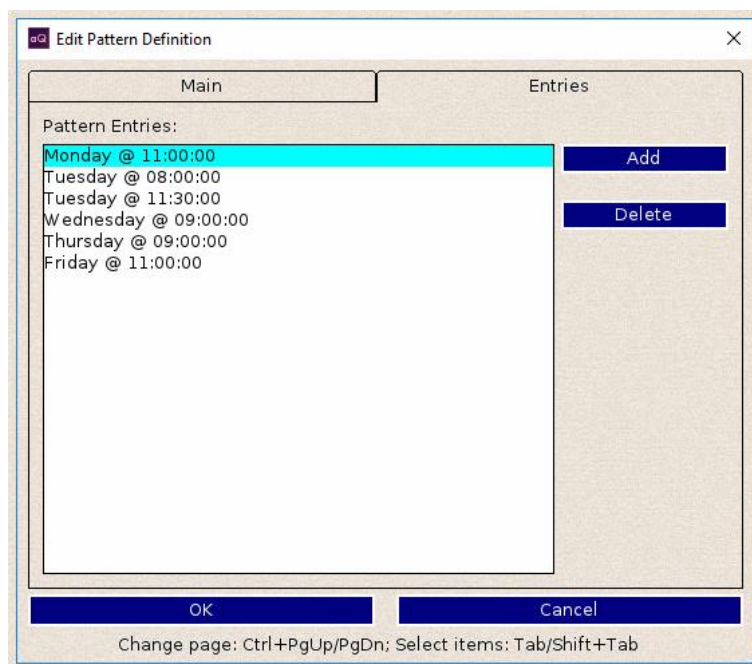 aQ Edit Pattern Definition
Main Entries
Pattern Entries:
Monday @ 11:00:00
Add
Tuesday @ 08:00:00
Tuesday @ 11:30:00
Wednesday @ 09:00:00
Delete
Thursday @ 09:00:00
Friday @ 11:00:00
OK Cancel
Change page: Ctrl+PgUp/PgDn; Select items: Tab/Shift+Tab